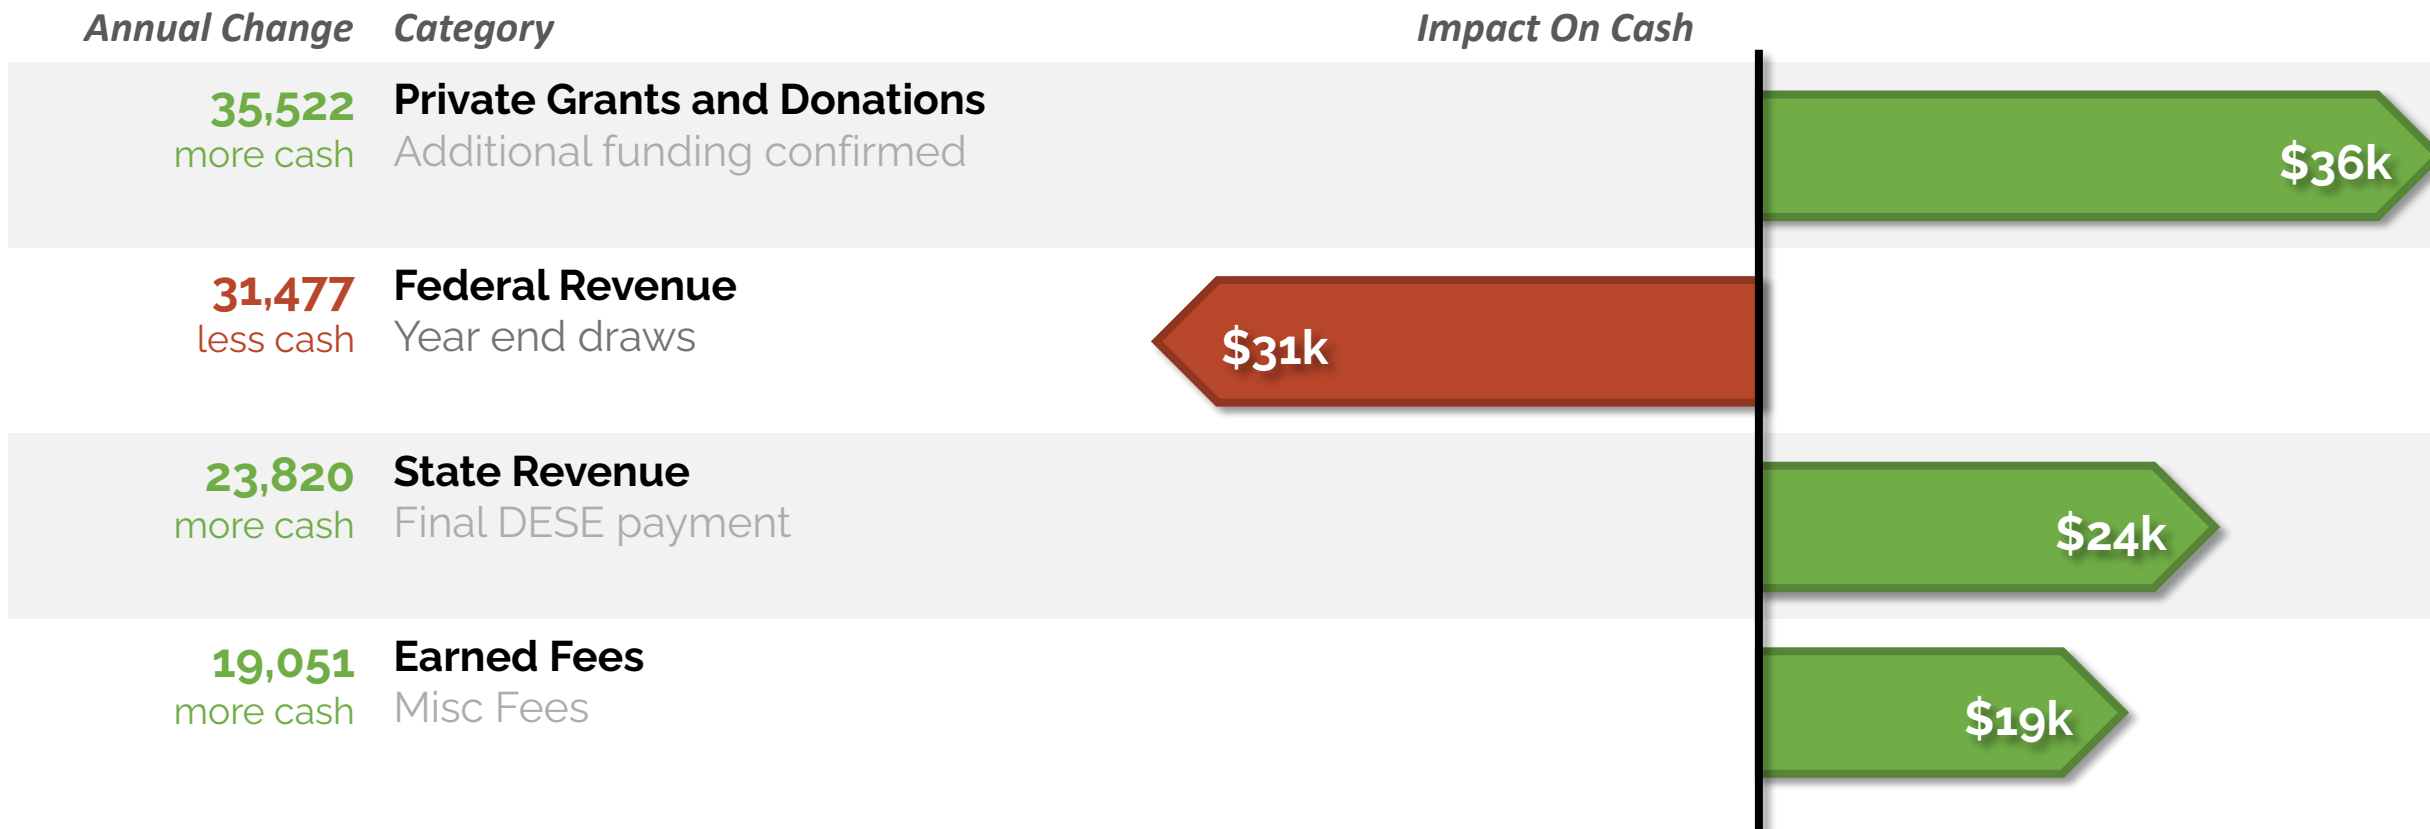 Annual Change Category Impact On Cash
35,522 Private Grants and Donations
more cash Additional funding confirmed
$36k
31,477 Federal Revenue
less cash Year end draws
$31k
23,820 State Revenue
more cash Final DESE payment
$24k
19,051 Earned Fees
more cash Misc Fees
$19k